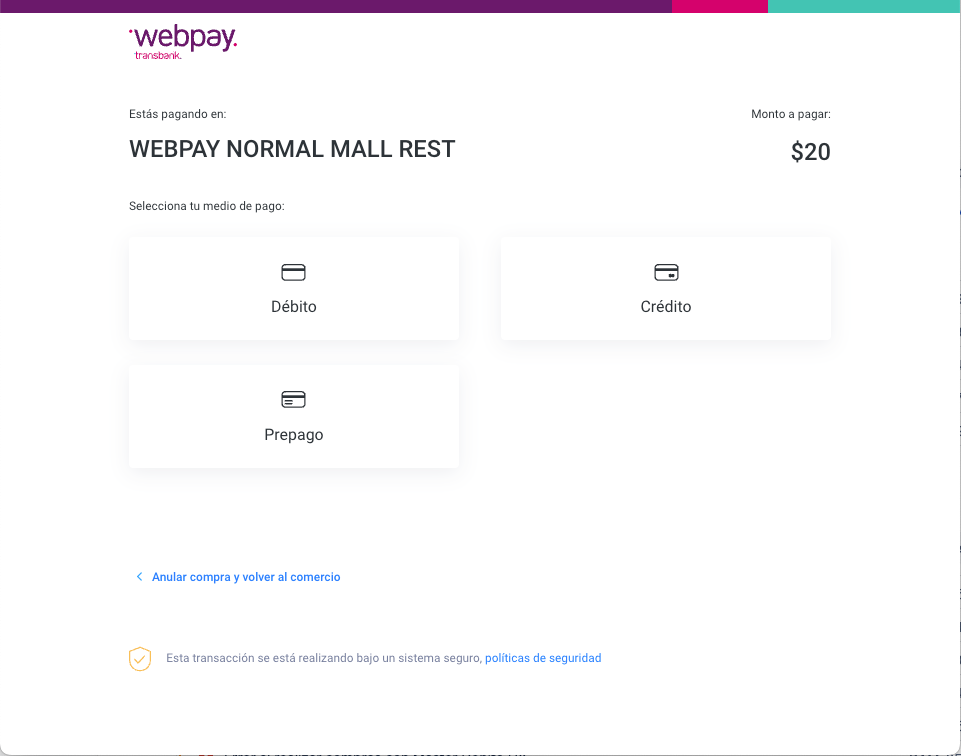 webpay.
transbank.
Estás pagando en:
Monto a pagar:
WEBPAY NORMAL MALL REST
$20
Selecciona tu medio de pago:
Débito
Crédito
Prepago
Anular compra y volver al comercio
Esta transacción se está realizando bajo un sistema seguro, políticas de seguridad